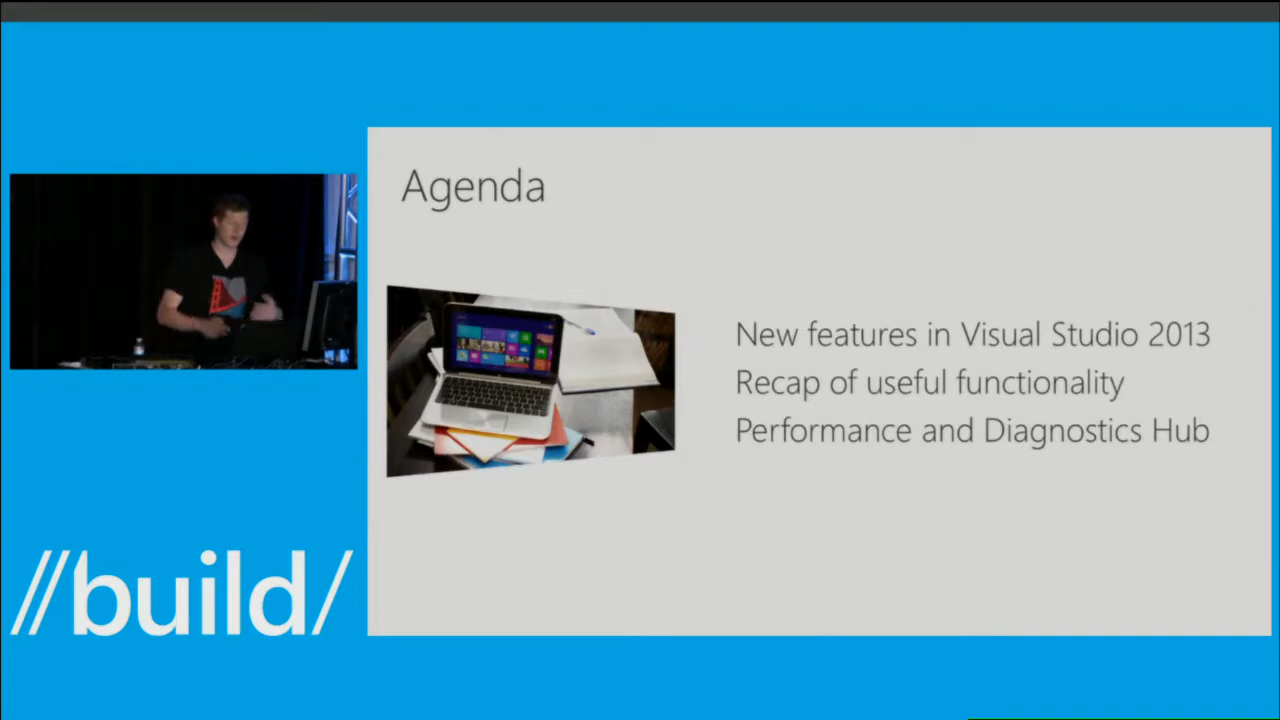 Agenda
New features in Visual Studio 2013
Recap of useful functionality
Performance and Diagnostics Hub
//build/